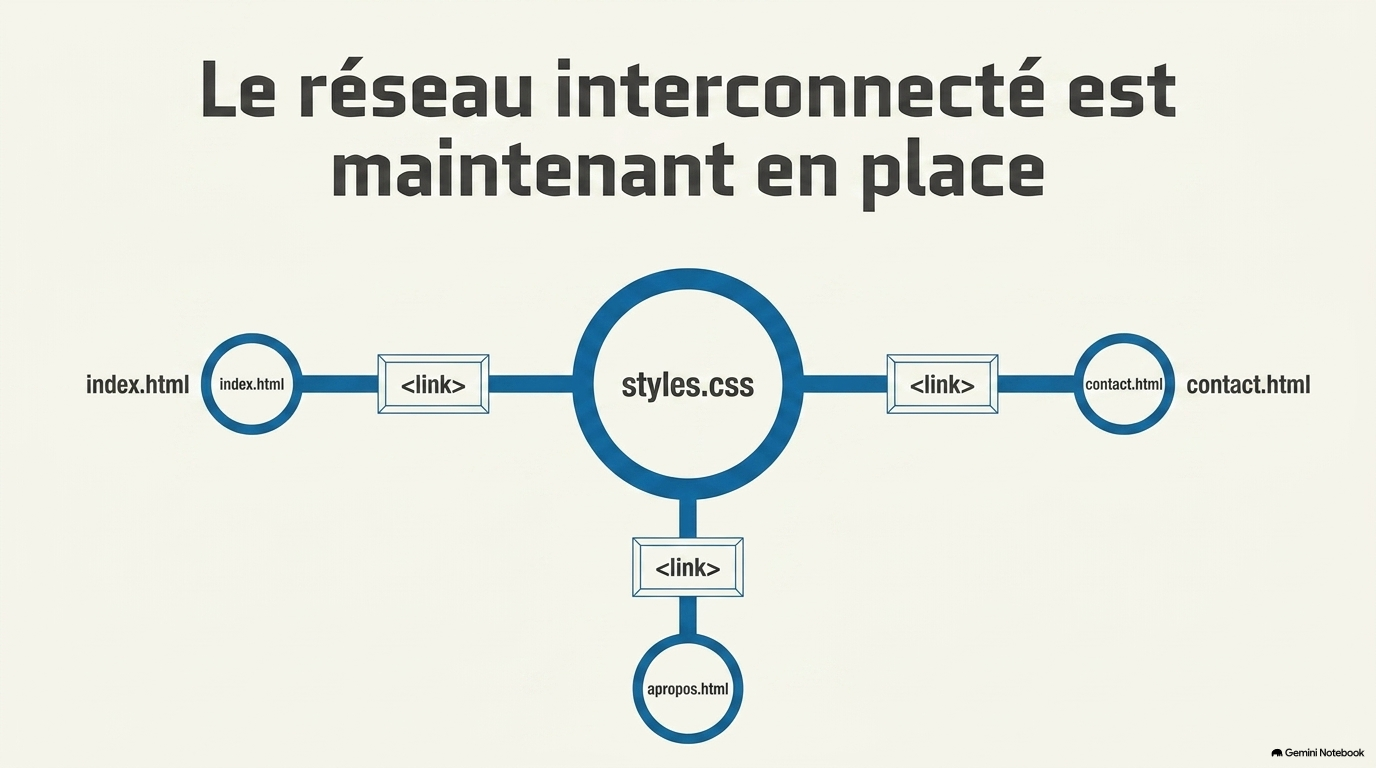 Le réseau interconnecté est
maintenant en place
index.html
index.html
<link>
styles.css
<link>
contact.html
contact.html
<link>
apropos.html
Gemini Notebook